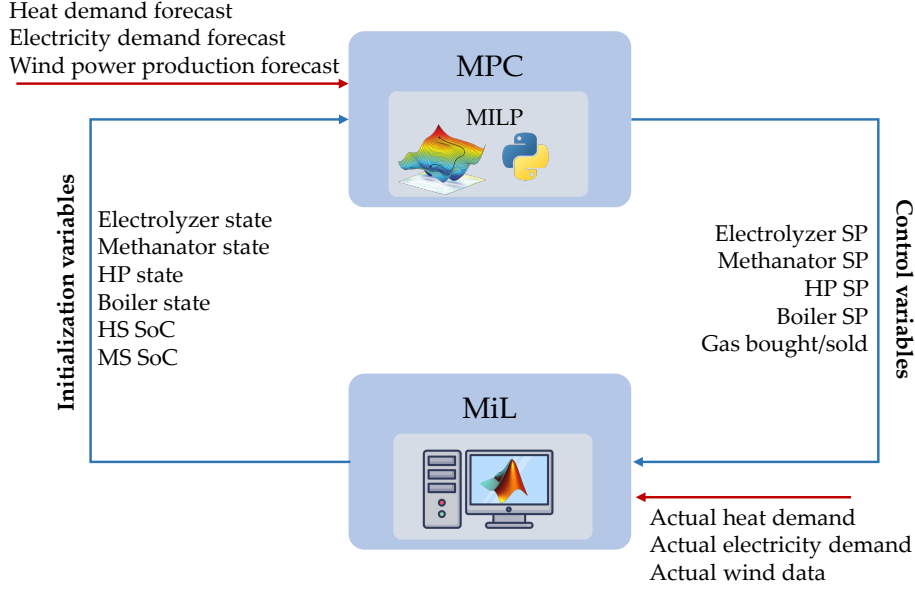 Heat demand forecast
Electricity demand forecast
Wind power production forecast
MPC
MILP
Initialization variables
Electrolyzer state
Methanator state
HP state
Boiler state
HS SoC
MS SoC
Electrolyzer SP
Methanator SP
HP SP
Boiler SP
Gas bought/sold
Control variables
MiL
Actual heat demand
Actual electricity demand
Actual wind data